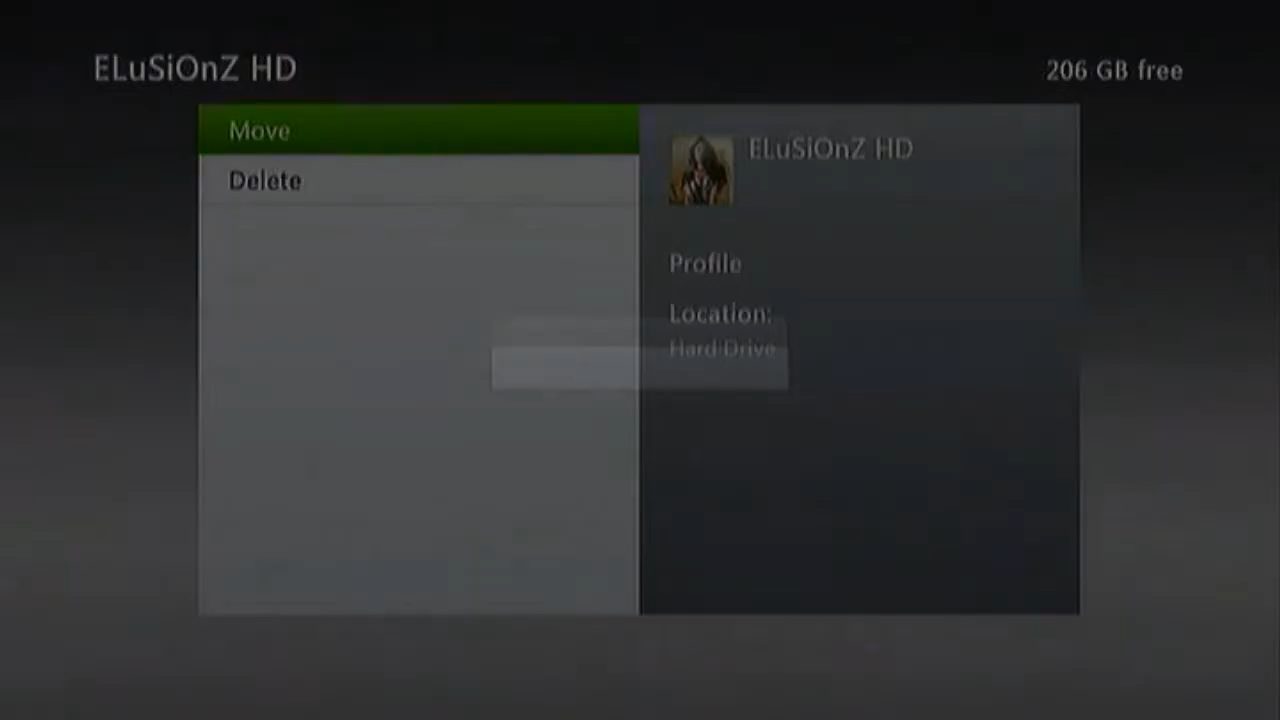 ELuSiOnZ HD
206 GB free
Move
Delete
ELuSiOnZ HD
Profile
Location:
Hard Drive